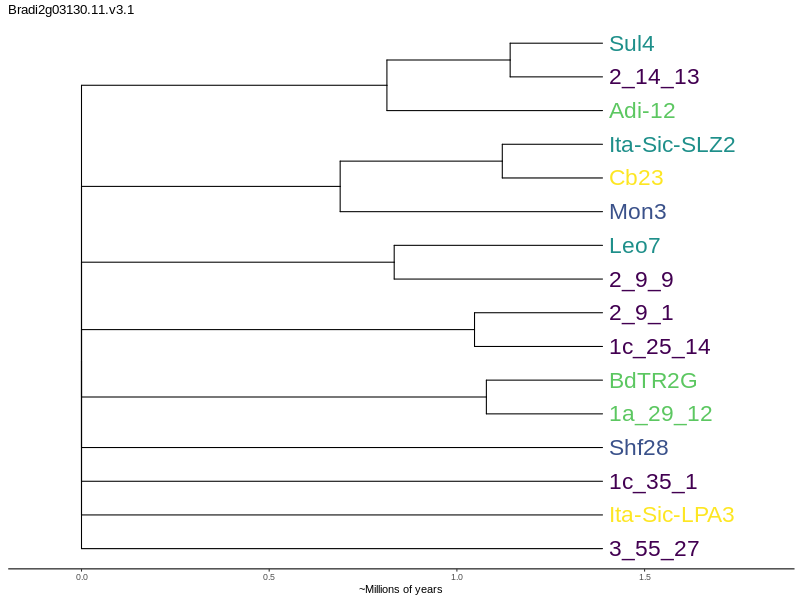 Bradi2g03130.11.v3.1
Sul4
2_14_13
Adi-12
Ita-Sic-SLZ2
Cb23
Mon3
Leo7
2_9_9
2_9_1
1c_25_14
BdTR2G
1a_29_12
Shf28
1c_35_1
Ita-Sic-LPA3
3_55_27
0.0 0.5 1.0 1.5
~Millions of years